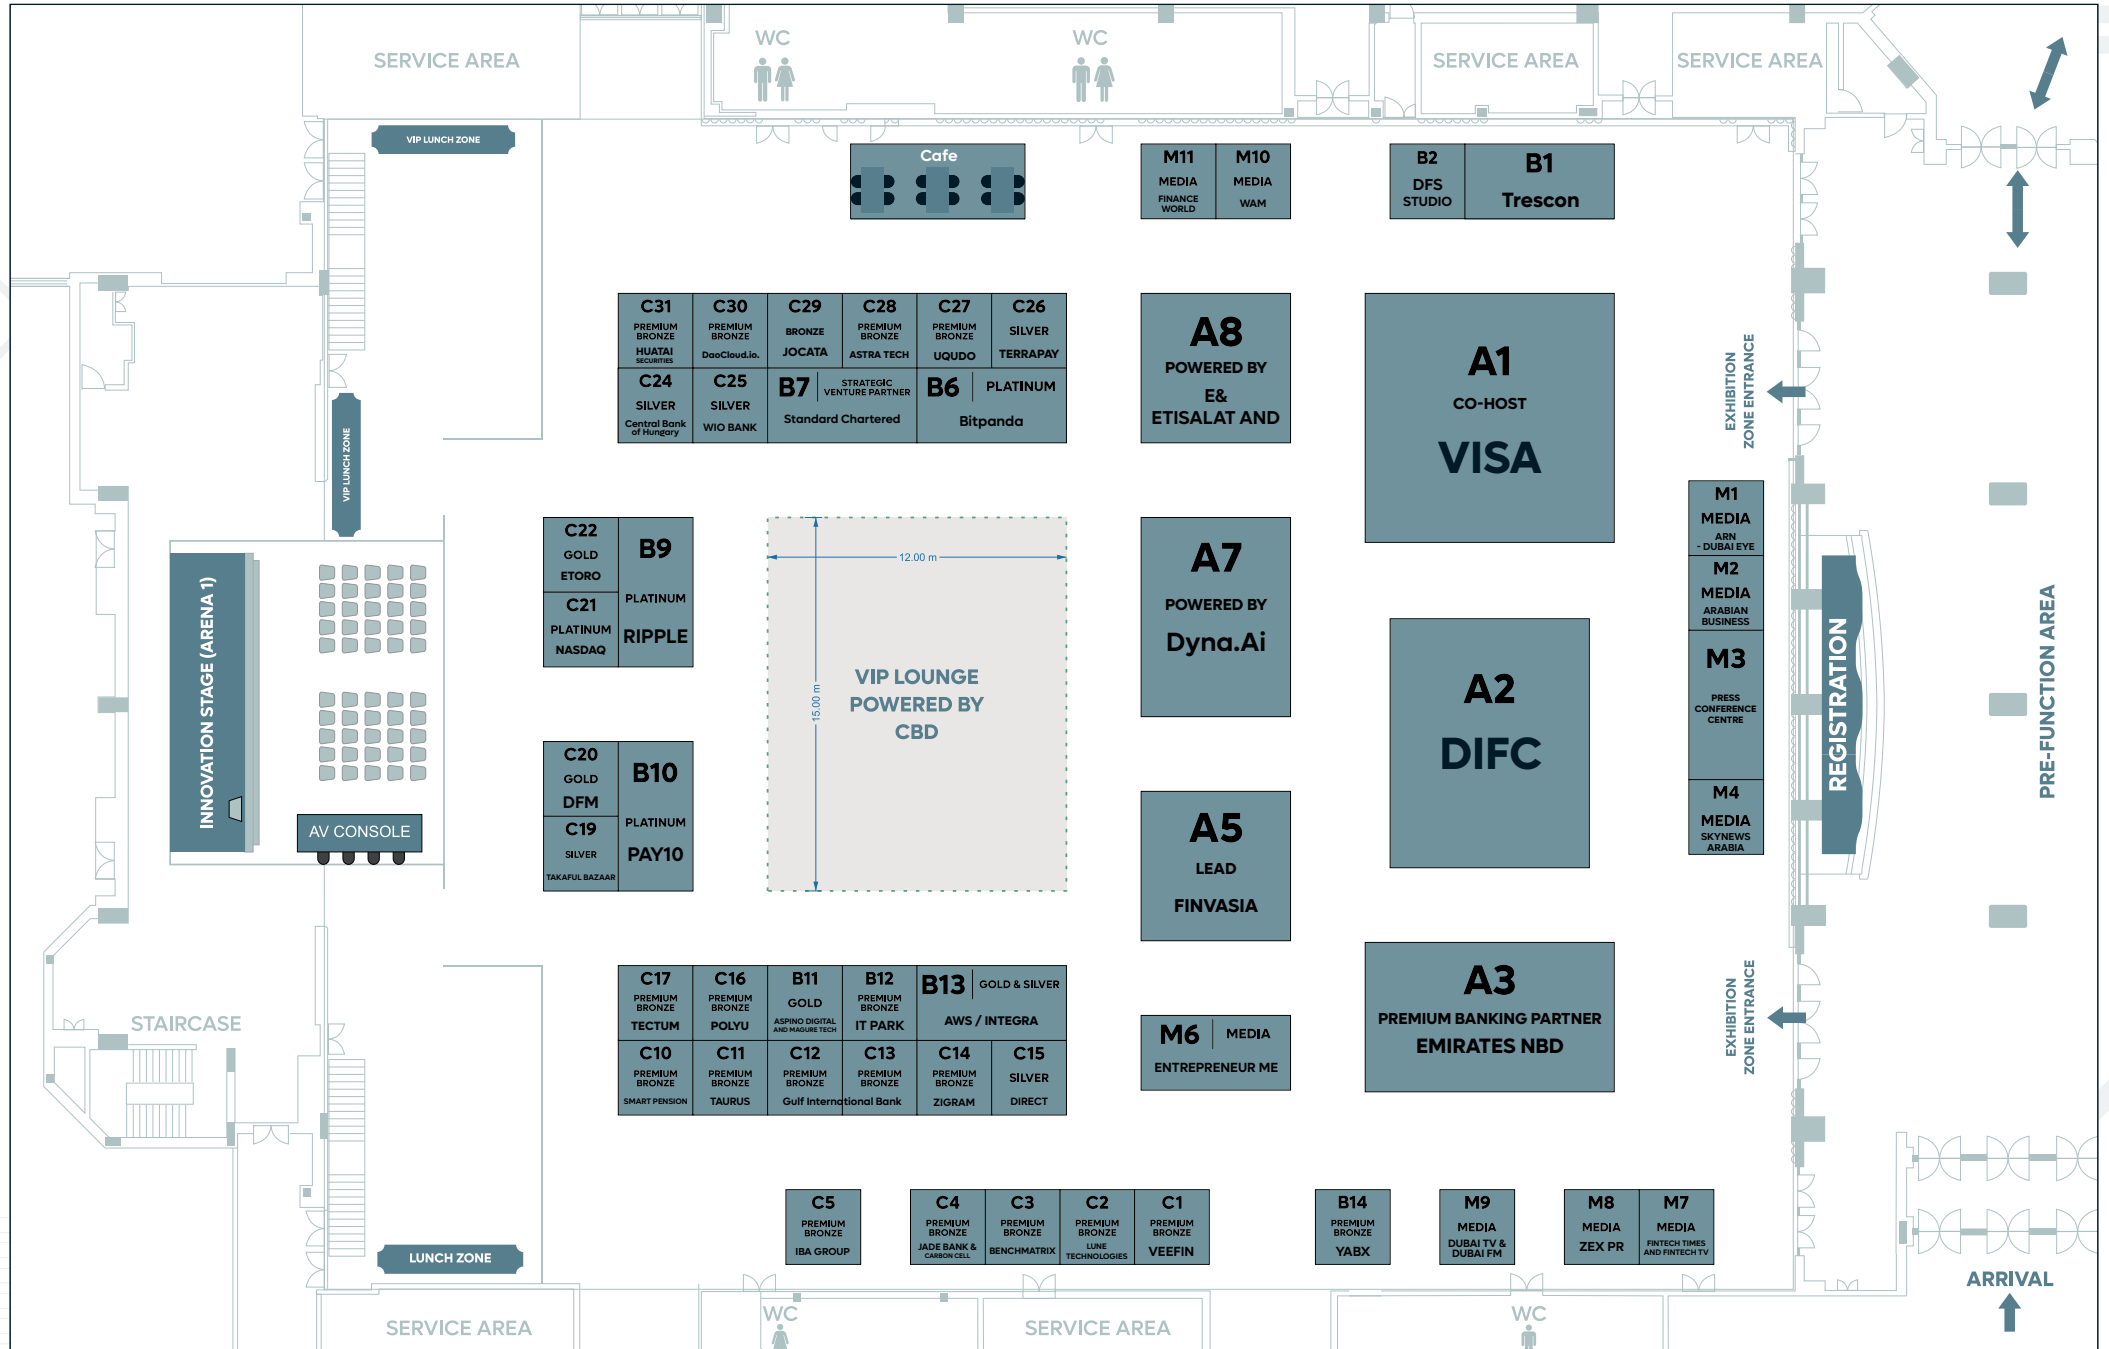 SERVICE AREA
WC
WC
SERVICE AREA
SERVICE AREA
VIP LUNCH ZONE
Cafe
M11
MEDIA
FINANCE
WORLD
M10
MEDIA
WAM
B2
DFS
STUDIO
B1
Trescon
C31
PREMIUM
BRONZE
HUATAI
SECURITIES
C30
PREMIUM
BRONZE
DaoCloud.io.
C29
BRONZE
JOCATA
C28
PREMIUM
BRONZE
ASTRA TECH
C27
PREMIUM
BRONZE
UQUDO
C26
SILVER
TERRAPAY
C24
SILVER
Central Bank
of Hungary
C25
SILVER
WIO BANK
B7
STRATEGIC
VENTURE PARTNER
Standard Chartered
B6
PLATINUM
Bitpanda
A8
POWERED BY
E&
ETISALAT AND
A1
CO-HOST
VISA
EXHIBITION
ZONE ENTRANCE
VIP LUNCH ZONE
C22
GOLD
ETORO
C21
PLATINUM
NASDAQ
B9
PLATINUM
RIPPLE
12.00 m
15.00 m
VIP LOUNGE
POWERED BY
CBD
A7
POWERED BY
Dyna.Ai
M1
MEDIA
ARN
- DUBAI EYE
M2
MEDIA
ARABIAN
BUSINESS
M3
PRESS
CONFERENCE
CENTRE
M4
MEDIA
SKYNEWS
ARABIA
A2
DIFC
REGISTRATION
PRE-FUNCTION AREA
INNOVATION STAGE (ARENA 1)
AV CONSOLE
C20
GOLD
DFM
C19
SILVER
TAKAFUL BAZAAR
B10
PLATINUM
PAY10
A5
LEAD
FINVASIA
A3
PREMIUM BANKING PARTNER
EMIRATES NBD
EXHIBITION
ZONE ENTRANCE
STAIRCASE
C17
PREMIUM
BRONZE
TECTUM
C16
PREMIUM
BRONZE
POLYU
B11
GOLD
ASPINO DIGITAL
AND MAGURE TECH
B12
PREMIUM
BRONZE
IT PARK
B13
GOLD & SILVER
AWS / INTEGRA
C10
PREMIUM
BRONZE
SMART PENSION
C11
PREMIUM
BRONZE
TAURUS
C12
PREMIUM
BRONZE
C13
PREMIUM
BRONZE
Gulf International Bank
C14
PREMIUM
BRONZE
ZIGRAM
C15
SILVER
DIRECT
M6
MEDIA
ENTREPRENEUR ME
C5
PREMIUM
BRONZE
IBA GROUP
C4
PREMIUM
BRONZE
JADE BANK &
CARBON CELL
C3
PREMIUM
BRONZE
BENCHMATRIX
C2
PREMIUM
BRONZE
LUNE
TECHNOLOGIES
C1
PREMIUM
BRONZE
VEEFIN
B14
PREMIUM
BRONZE
YABX
M9
MEDIA
DUBAI TV &
DUBAI FM
M8
MEDIA
ZEX PR
M7
MEDIA
FINTECH TIMES
AND FINTECH TV
LUNCH ZONE
ARRIVAL
SERVICE AREA
WC
SERVICE AREA
WC